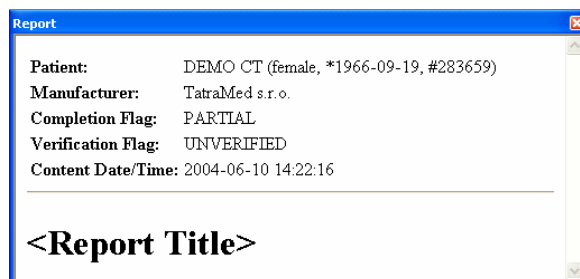 Report
Patient: DEMO CT (female, *1966-09-19, #283659)
Manufacturer: TatraMed s.r.o.
Completion Flag: PARTIAL
Verification Flag: UNVERIFIED
Content Date/Time: 2004-06-10 14:22:16
<Report Title>